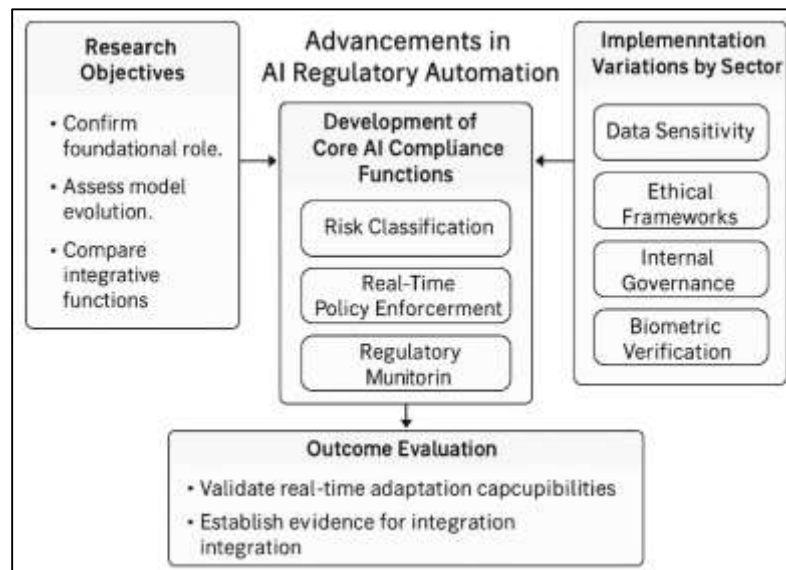 Research
Objectives
• Confirm
foundational role.
• Assess model
evolution.
• Compare
integrative
functions
Advancements in
AI Regulatory Automation
Development of
Core AI Compliance
Functions
Risk Classification
Real-Time
Policy Enforcerment
Regulatory
Munitorin
Implemenntation
Variations by Sector
Data Sensitivity
Ethical
Frameworks
Internal
Governance
Biometric
Verification
Outcome Evaluation
• Validate real-time adaptation capcupibilities
• Establish evidence for integration
integration